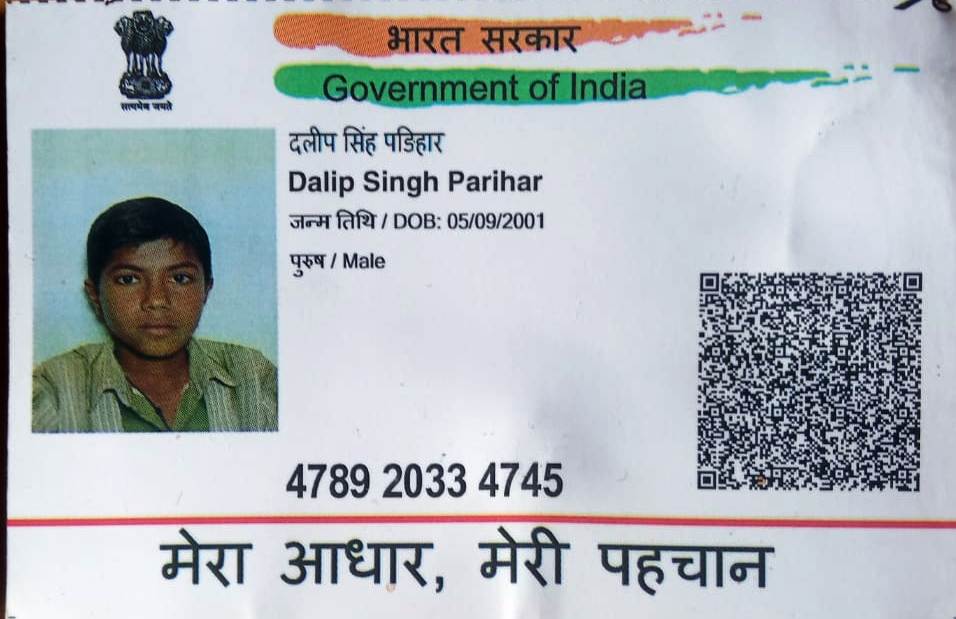 सत्यमेव जयते
भारत सरकार
Government of India
दलीप सिंह पडिहार
Dalip Singh Parihar
जन्म तिथि / DOB: 05/09/2001
पुरुष / Male
4789 2033 4745
मेरा आधार, मेरी पहचान